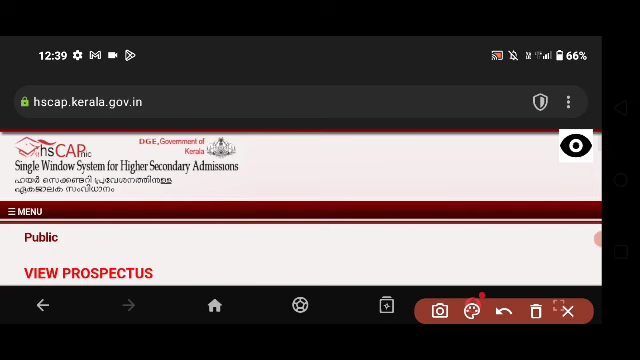 12:39
66%
hscap.kerala.gov.in
hsCAP nic
DGE, Government of
Kerala
Single Window System for Higher Secondary Admissions
ഹയർ സെക്കണ്ടറി പ്രവേശനത്തിനുള്ള
ഏകജാലക സംവിധാനം
☰ MENU
Public
VIEW PROSPECTUS